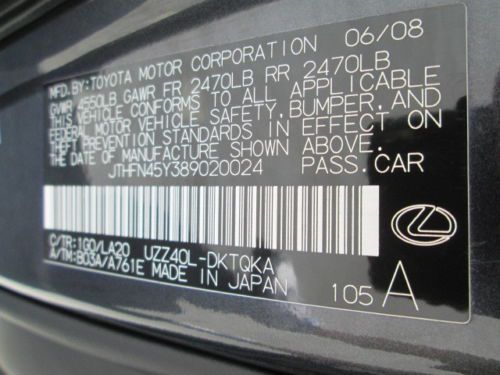 MFD.BY:TOYOTA MOTOR CORPORATION 06/08
GVWR 4550LB GAWR FR 2470LB RR 2470LB
THIS VEHICLE CONFORMS TO ALL APPLICABLE
FEDERAL MOTOR VEHICLE SAFETY,BUMPER,AND
THEFT PREVENTION STANDARDS IN EFFECT ON
THE DATE OF MANUFACTURE SHOWN ABOVE.
JTHFN45Y389020024 PASS.CAR
C/TR:1G0/LA20 UZZ40L-DKTQKA
A/TM:B03A/A761E MADE IN JAPAN
105 A